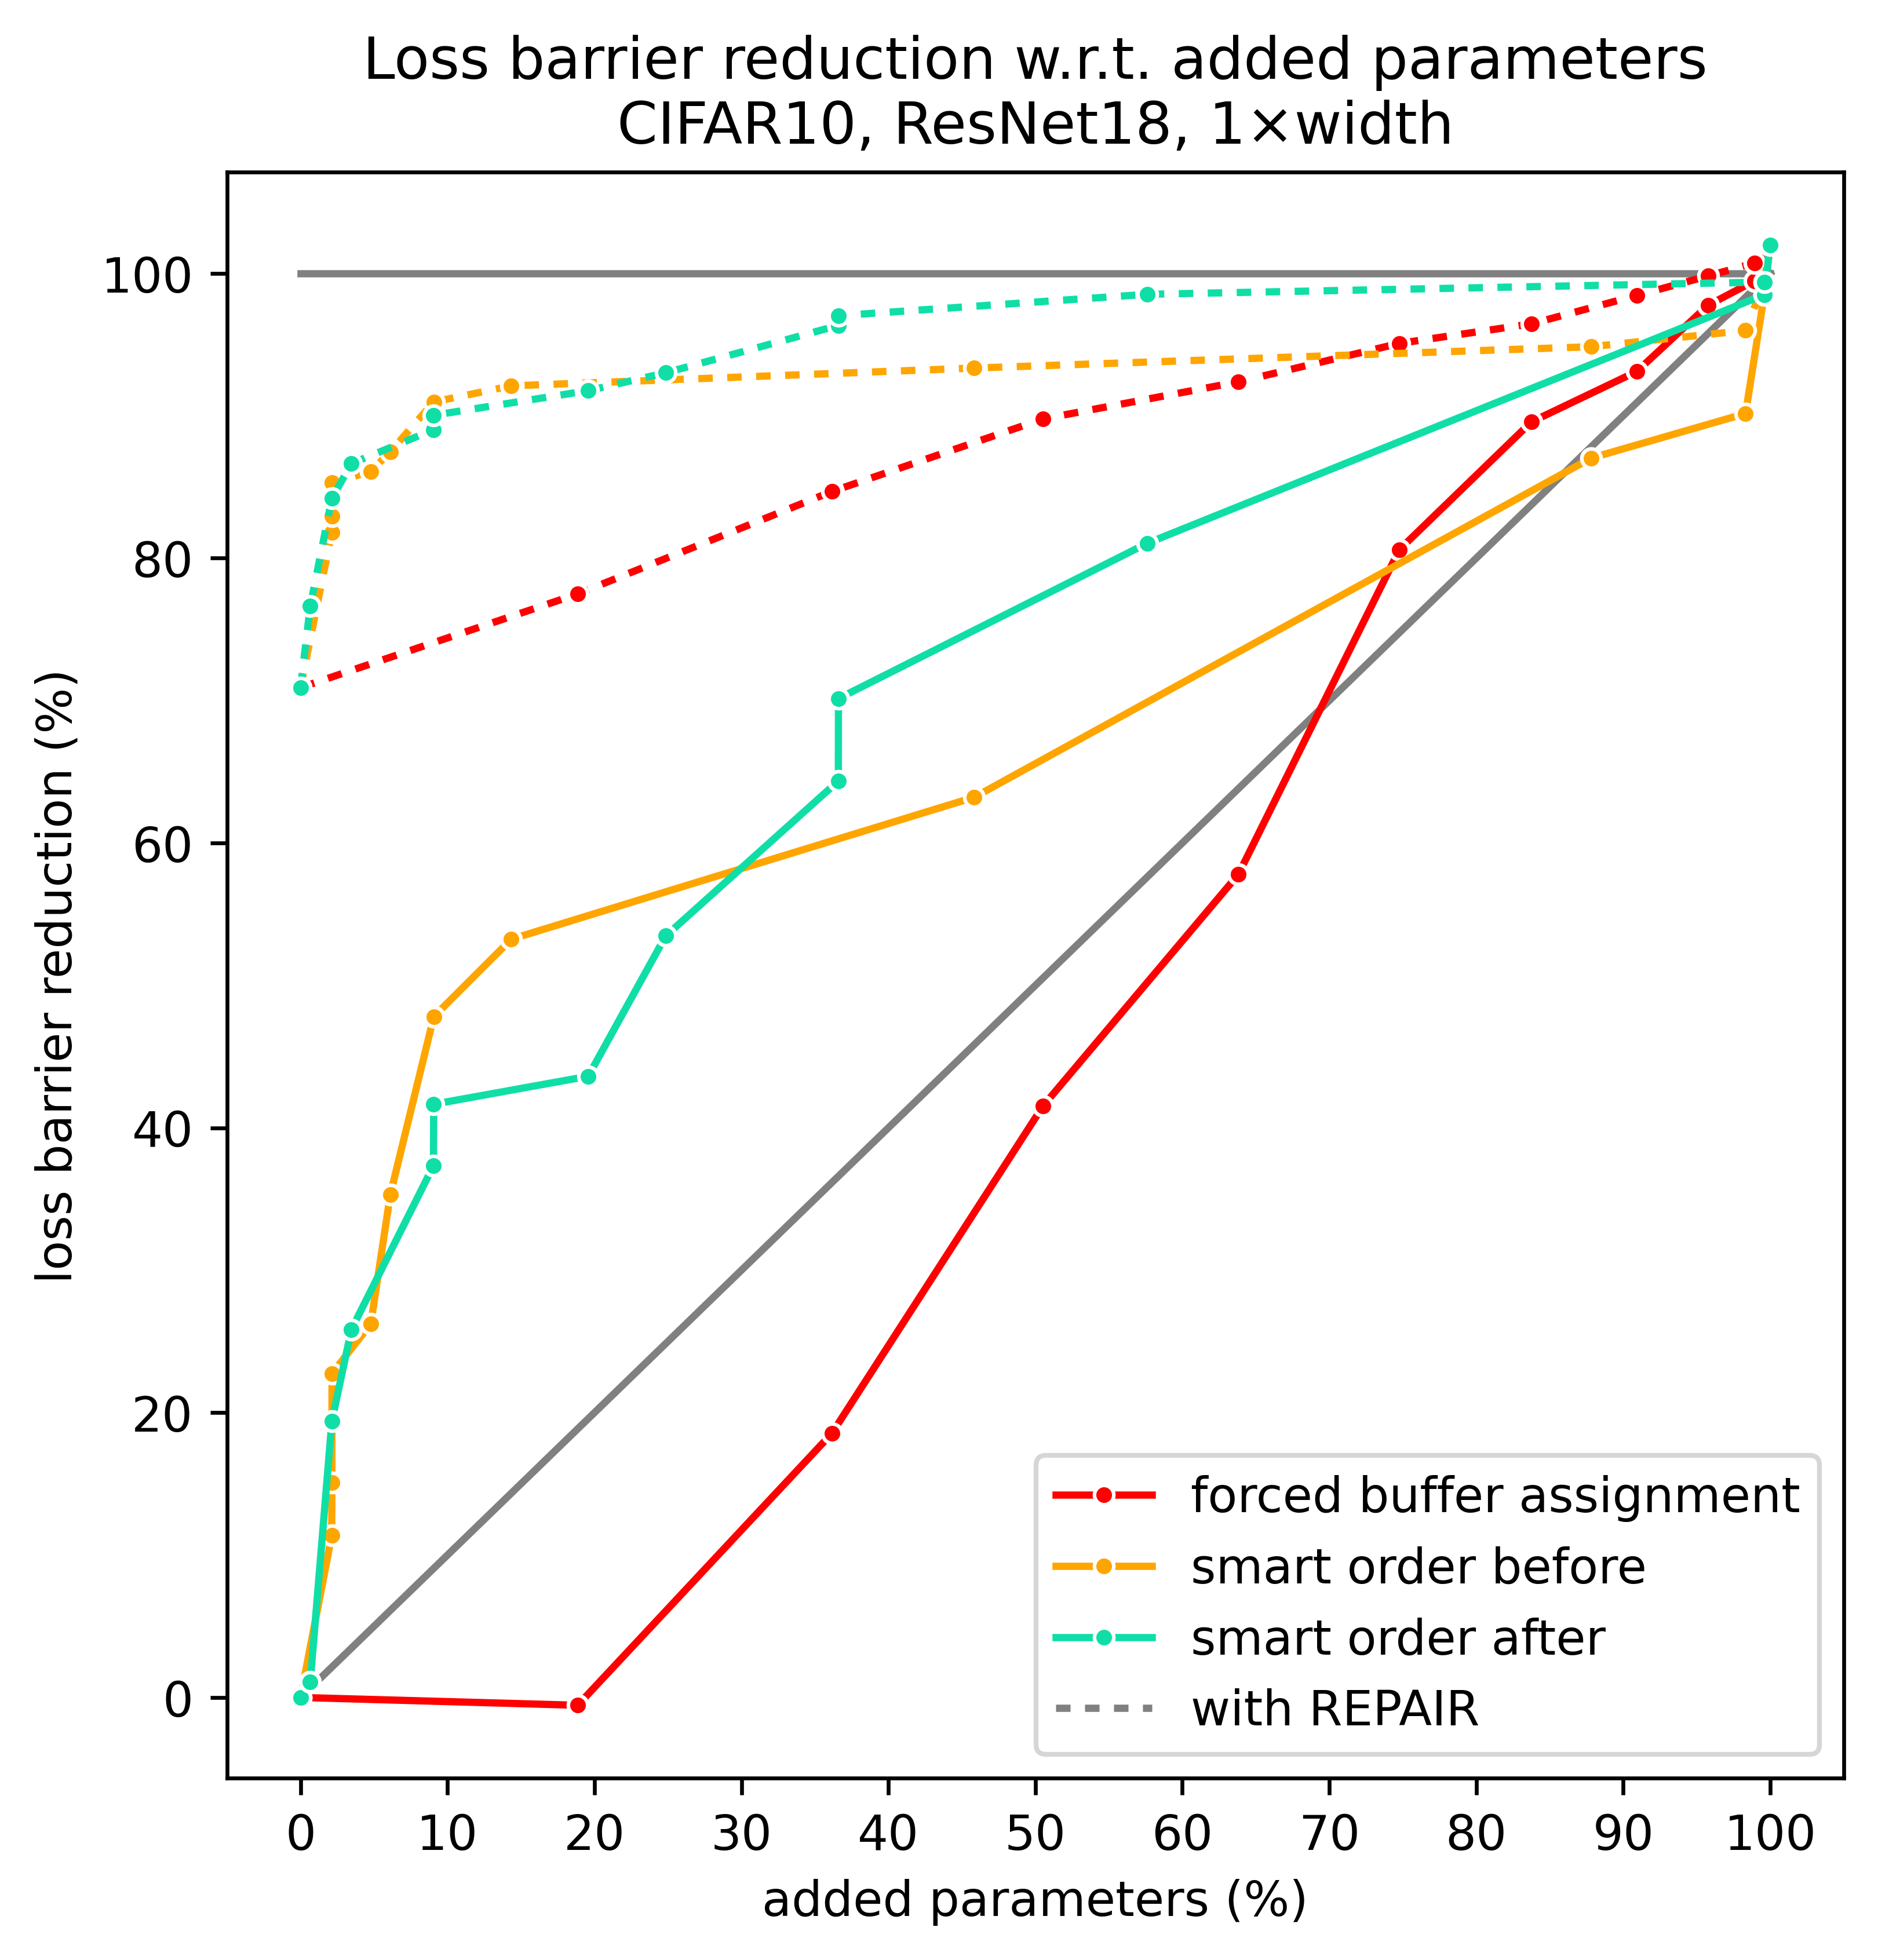 Loss barrier reduction w.r.t. added parameters
CIFAR10, ResNet18, 1×width
loss barrier reduction (%)
100
80
60
40
20
0
0 10 20 30 40 50 60 70 80 90 100
added parameters (%)
forced buffer assignment
smart order before
smart order after
with REPAIR